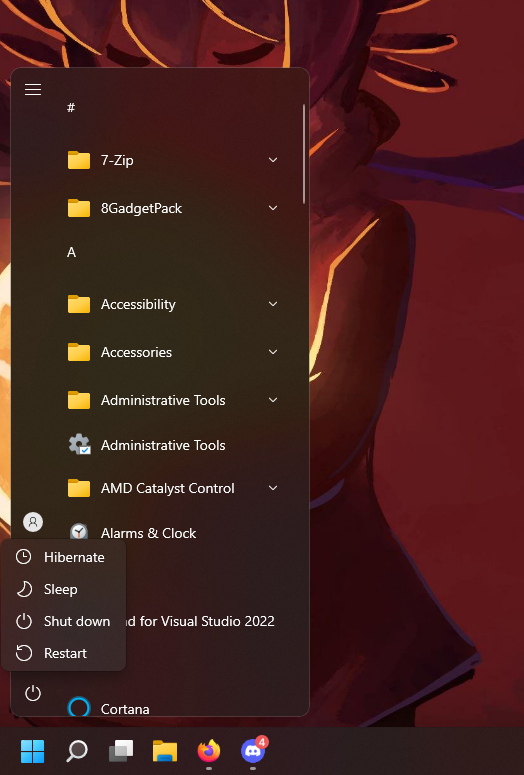 #
7-Zip
8GadgetPack
A
Accessibility
Accessories
Administrative Tools
Administrative Tools
AMD Catalyst Control
Alarms & Clock
Hibernate
Sleep
Shut down
for Visual Studio 2022
Restart
Cortana
4